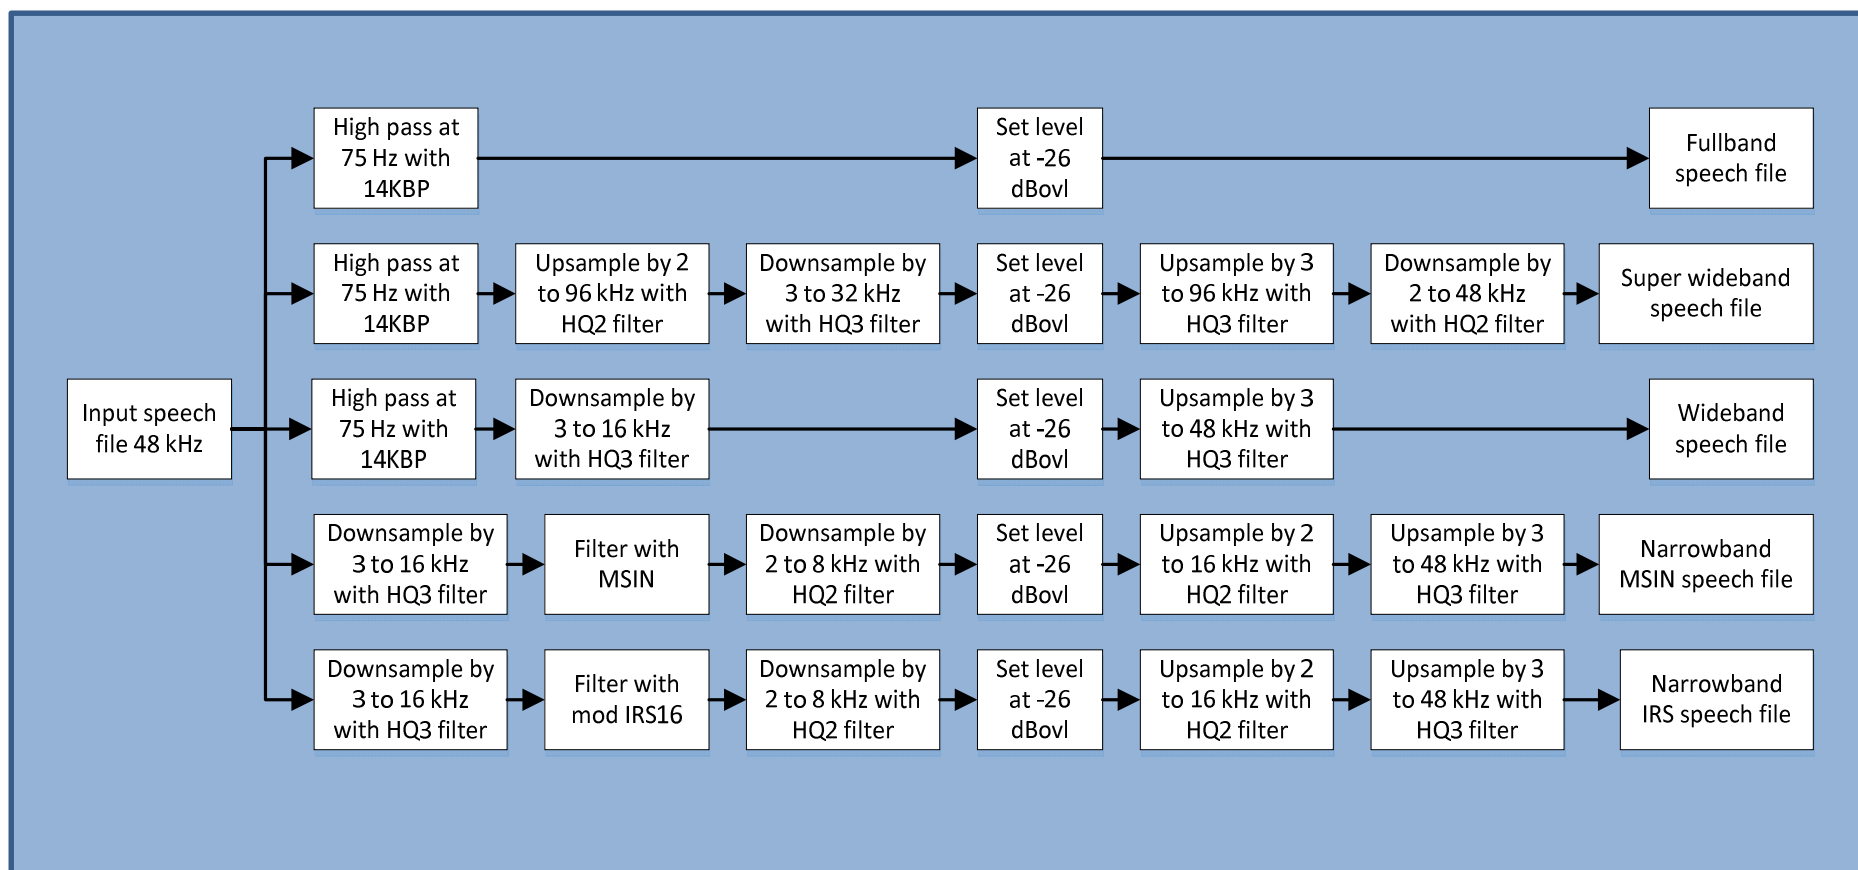 High pass at
75 Hz with
14KBP
Set level
at -26
dBovl
Fullband
speech file
High pass at
75 Hz with
14KBP
Upsample by 2
to 96 kHz with
HQ2 filter
Downsample by
3 to 32 kHz
with HQ3 filter
Set level
at -26
dBovl
Upsample by 3
to 96 kHz with
HQ3 filter
Downsample by
2 to 48 kHz
with HQ2 filter
Super wideband
speech file
Input speech
file 48 kHz
High pass at
75 Hz with
14KBP
Downsample by
3 to 16 kHz
with HQ3 filter
Set level
at -26
dBovl
Upsample by 3
to 48 kHz with
HQ3 filter
Wideband
speech file
Downsample by
3 to 16 kHz
with HQ3 filter
Filter with
MSIN
Downsample by
2 to 8 kHz with
HQ2 filter
Set level
at -26
dBovl
Upsample by 2
to 16 kHz with
HQ2 filter
Upsample by 3
to 48 kHz with
HQ3 filter
Narrowband
MSIN speech file
Downsample by
3 to 16 kHz
with HQ3 filter
Filter with
mod IRS16
Downsample by
2 to 8 kHz with
HQ2 filter
Set level
at -26
dBovl
Upsample by 2
to 16 kHz with
HQ2 filter
Upsample by 3
to 48 kHz with
HQ3 filter
Narrowband
IRS speech file